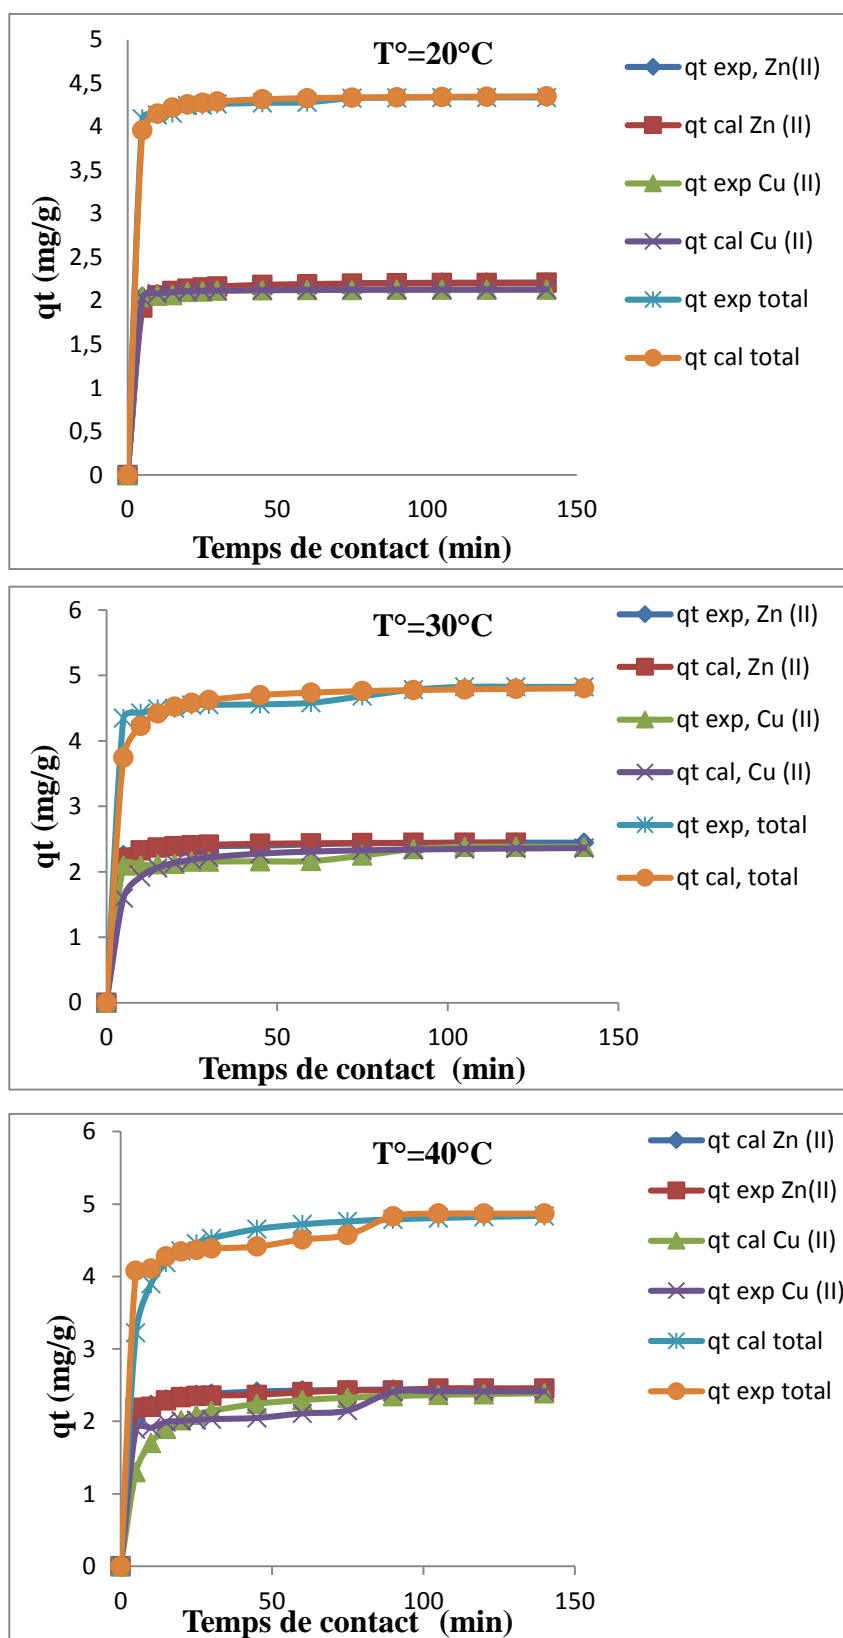 T°=20°C
5
4,5
4
3,5
3
2,5
2
1,5
1
0,5
0
qt (mg/g)
0 50 100 150
Temps de contact (min)
qt exp, Zn(II)
qt cal Zn (II)
qt exp Cu (II)
qt cal Cu (II)
qt exp total
qt cal total
T°=30°C
6
5
4
3
2
1
0
qt (mg/g)
0 50 100 150
Temps de contact (min)
qt exp, Zn (II)
qt cal, Zn (II)
qt exp, Cu (II)
qt cal, Cu (II)
qt exp, total
qt cal, total
T°=40°C
6
5
4
3
2
1
0
qt (mg/g)
0 50 100 150
Temps de contact (min)
qt cal Zn (II)
qt exp Zn(II)
qt cal Cu (II)
qt exp Cu (II)
qt cal total
qt exp total